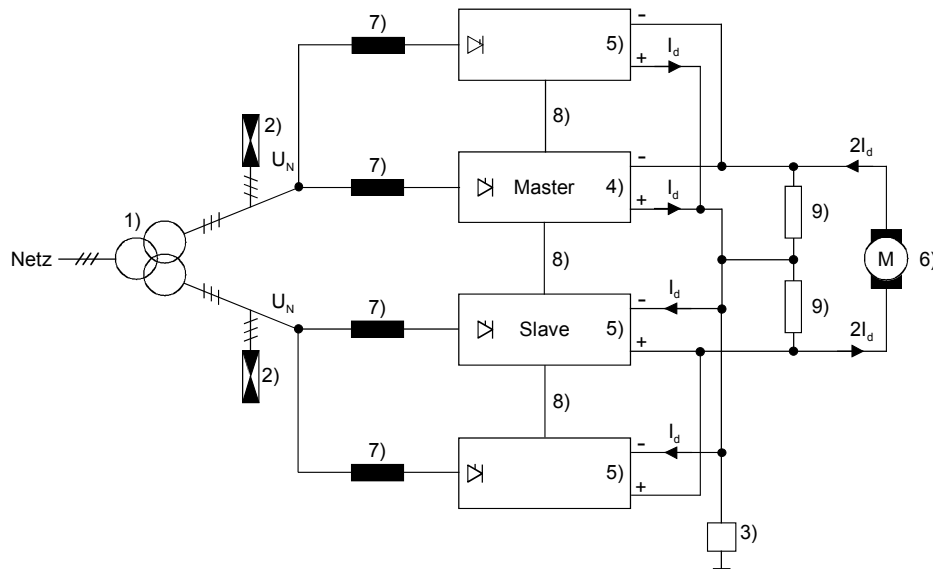 -
7)
5)
+ I_d
2)
8)
U_N
7)
Master
4)
-
+ I_d
2I_d
1)
9)
Netz
8)
M
6)
U_N
7)
Slave
5)
- I_d
+
9)
2I_d
2)
8)
7)
5)
- I_d
+
3)